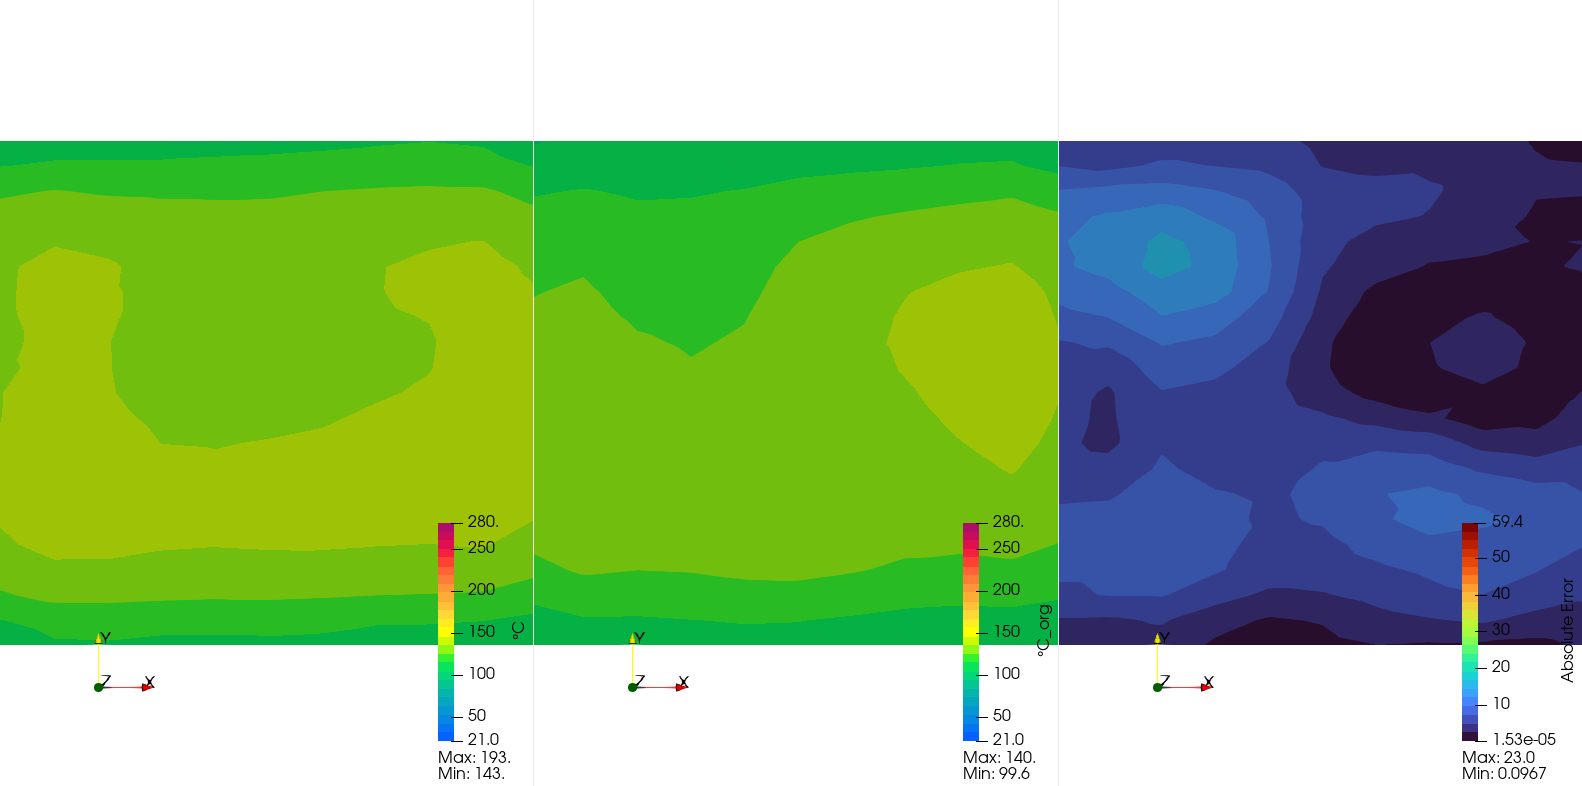 280.
250
200
150
100
50
21.0
°C
Max: 193.
Min: 143.
Y
Z
X
280.
250
200
150
100
50
21.0
°C_org
Max: 140.
Min: 99.6
Y
Z
X
59.4
50
40
30
20
10
1.53e-05
Absolute Error
Max: 23.0
Min: 0.0967
Y
Z
X